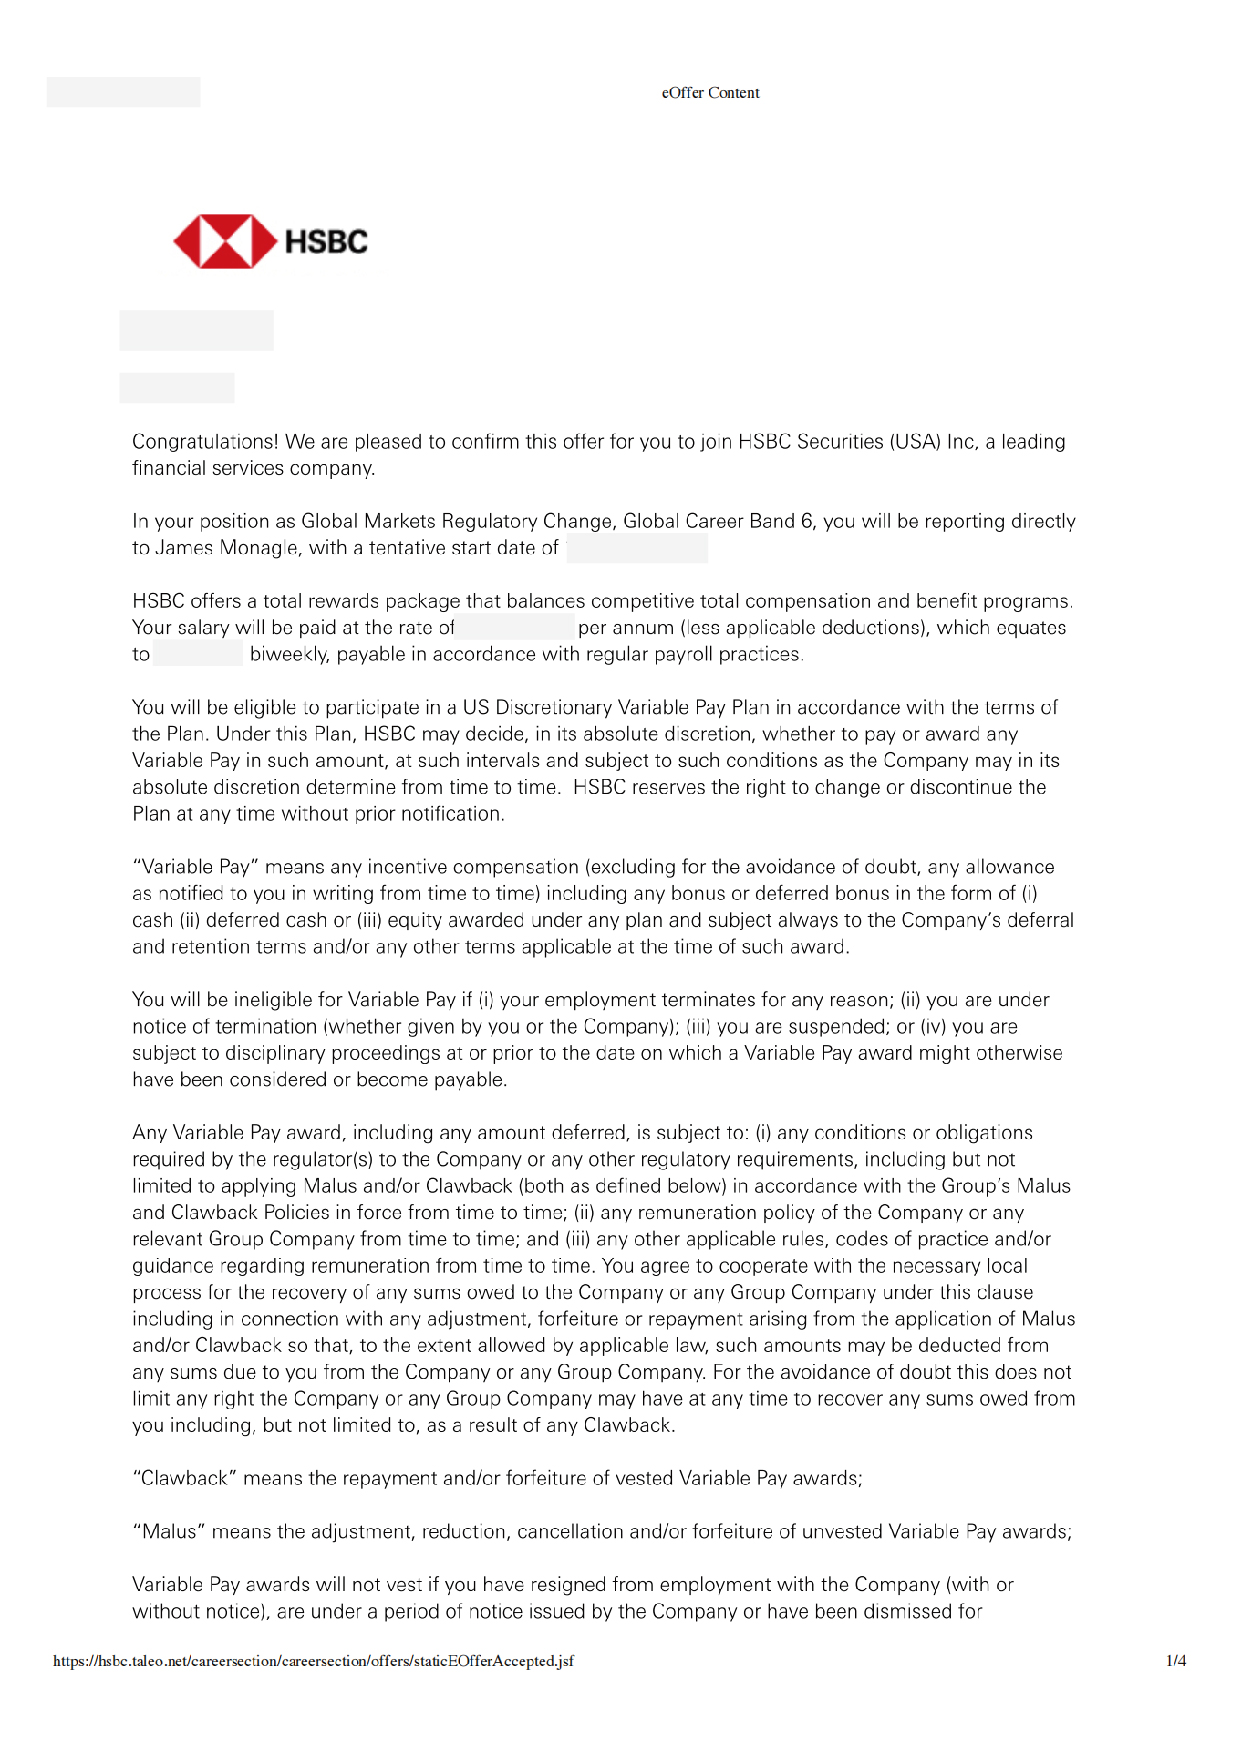 eOffer Content
HSBC
Congratulations! We are pleased to confirm this offer for you to join HSBC Securities (USA) Inc, a leading
financial services company.
In your position as Global Markets Regulatory Change, Global Career Band 6, you will be reporting directly
to James Monagle, with a tentative start date of
HSBC offers a total rewards package that balances competitive total compensation and benefit programs.
Your salary will be paid at the rate of per annum (less applicable deductions), which equates
to biweekly, payable in accordance with regular payroll practices.
You will be eligible to participate in a US Discretionary Variable Pay Plan in accordance with the terms of
the Plan. Under this Plan, HSBC may decide, in its absolute discretion, whether to pay or award any
Variable Pay in such amount, at such intervals and subject to such conditions as the Company may in its
absolute discretion determine from time to time.  HSBC reserves the right to change or discontinue the
Plan at any time without prior notification.
“Variable Pay” means any incentive compensation (excluding for the avoidance of doubt, any allowance
as notified to you in writing from time to time) including any bonus or deferred bonus in the form of (i)
cash (ii) deferred cash or (iii) equity awarded under any plan and subject always to the Company’s deferral
and retention terms and/or any other terms applicable at the time of such award.
You will be ineligible for Variable Pay if (i) your employment terminates for any reason; (ii) you are under
notice of termination (whether given by you or the Company); (iii) you are suspended; or (iv) you are
subject to disciplinary proceedings at or prior to the date on which a Variable Pay award might otherwise
have been considered or become payable.
Any Variable Pay award, including any amount deferred, is subject to: (i) any conditions or obligations
required by the regulator(s) to the Company or any other regulatory requirements, including but not
limited to applying Malus and/or Clawback (both as defined below) in accordance with the Group’s Malus
and Clawback Policies in force from time to time; (ii) any remuneration policy of the Company or any
relevant Group Company from time to time; and (iii) any other applicable rules, codes of practice and/or
guidance regarding remuneration from time to time. You agree to cooperate with the necessary local
process for the recovery of any sums owed to the Company or any Group Company under this clause
including in connection with any adjustment, forfeiture or repayment arising from the application of Malus
and/or Clawback so that, to the extent allowed by applicable law, such amounts may be deducted from
any sums due to you from the Company or any Group Company. For the avoidance of doubt this does not
limit any right the Company or any Group Company may have at any time to recover any sums owed from
you including, but not limited to, as a result of any Clawback.
“Clawback” means the repayment and/or forfeiture of vested Variable Pay awards;
“Malus” means the adjustment, reduction, cancellation and/or forfeiture of unvested Variable Pay awards;
Variable Pay awards will not vest if you have resigned from employment with the Company (with or
without notice), are under a period of notice issued by the Company or have been dismissed for
https://hsbc.taleo.net/careersection/careersection/offers/staticEOfferAccepted.jsf 1/4